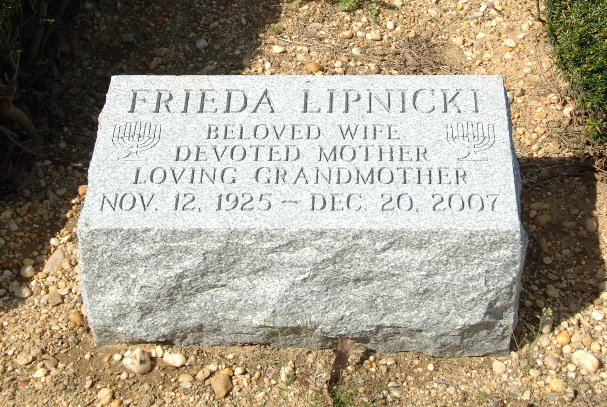 FRIEDA LIPNICKI
BELOVED WIFE
DEVOTED MOTHER
LOVING GRANDMOTHER
NOV. 12, 1925 – DEC. 20, 2007